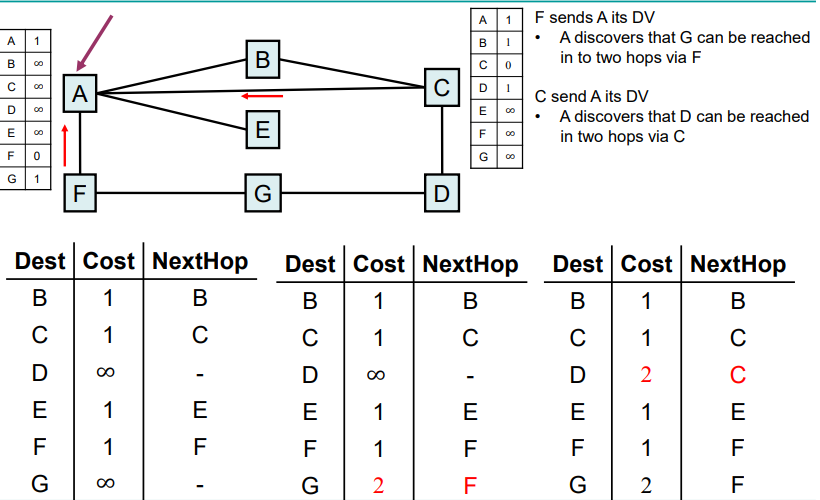 A 1
B ∞
C ∞
D ∞
E ∞
F 0
G 1
A
B
C
E
F
G
D
A 1
B 1
C 0
D 1
E ∞
F ∞
G ∞
F sends A its DV
• A discovers that G can be reached
in to two hops via F
C send A its DV
• A discovers that D can be reached
in two hops via C
Dest Cost NextHop
B 1 B
C 1 C
D ∞ -
E 1 E
F 1 F
G ∞ -
Dest Cost NextHop
B 1 B
C 1 C
D ∞ -
E 1 E
F 1 F
G 2 F
Dest Cost NextHop
B 1 B
C 1 C
D 2 C
E 1 E
F 1 F
G 2 F